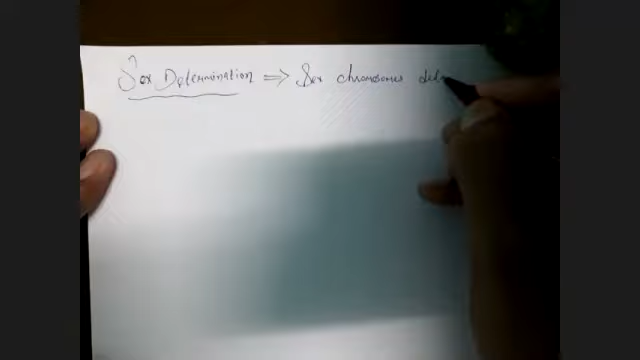 Sex Determination => Sex chromosomes